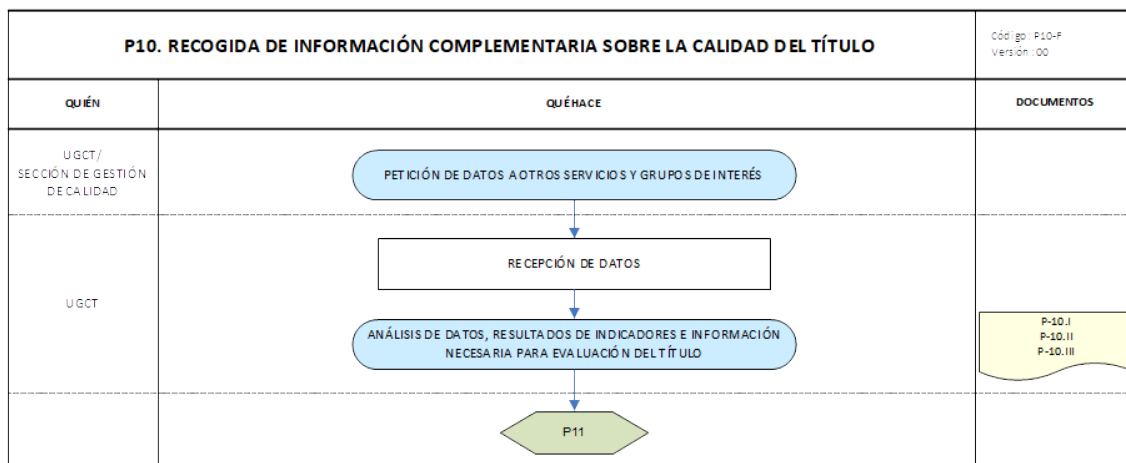 P10. RECOGIDA DE INFORMACIÓN COMPLEMENTARIA SOBRE LA CALIDAD DEL TÍTULO
Código: P10-F
Versión: 00
QUIÉN
QUÉ HACE
DOCUMENTOS
UGCT/
SECCIÓN DE GESTIÓN
DE CALIDAD
PETICIÓN DE DATOS A OTROS SERVICIOS Y GRUPOS DE INTERÉS
RECEPCIÓN DE DATOS
UGCT
ANÁLISIS DE DATOS, RESULTADOS DE INDICADORES E INFORMACIÓN
NECESARIA PARA EVALUACIÓN DEL TÍTULO
P-10.I
P-10.II
P-10.III
P11